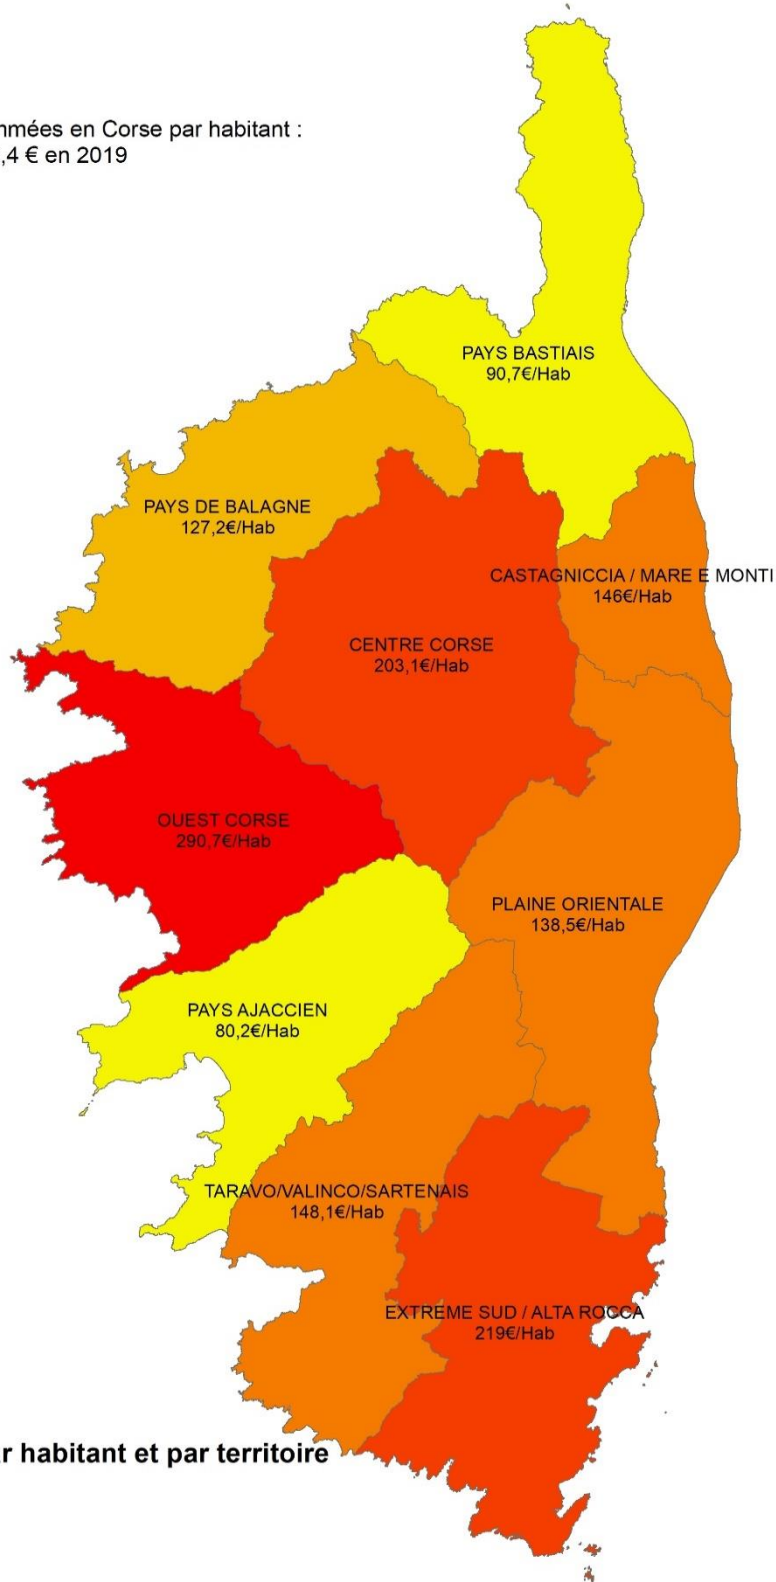 par habitant :
,4 € en 2019
PAYS BASTIAIS
90,7€/Hab
PAYS DE BALAGNE
127,2€/Hab
CASTAGNICCIA / MARE E MONTI
146€/Hab
CENTRE CORSE
203,1€/Hab
OUEST CORSE
290,7€/Hab
PLAINE ORIENTALE
138,5€/Hab
PAYS AJACCIEN
80,2€/Hab
TARAVO/VALINCO/SARTENAIS
148,1€/Hab
EXTREME SUD / ALTA ROCCA
219€/Hab
habitant et par territoire